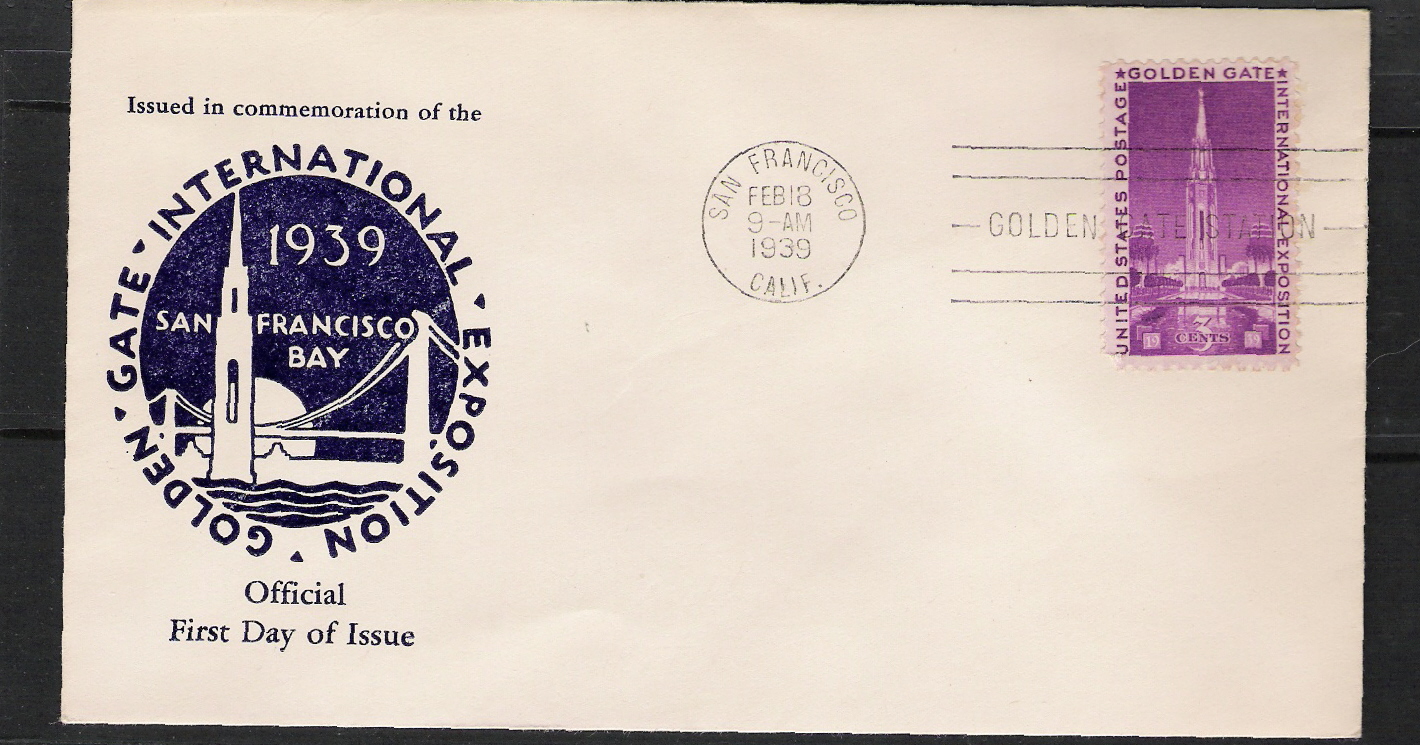 Issued in commemoration of the
GOLDEN GATE INTERNATIONAL EXPOSITION
1939
SAN FRANCISCO
BAY
Official
First Day of Issue
SAN FRANCISCO
FEB 18
9-AM
1939
CALIF.
GOLDEN GATE STATION
★GOLDEN GATE★
UNITED STATES POSTAGE
INTERNATIONAL EXPOSITION
3
CENTS
19 39